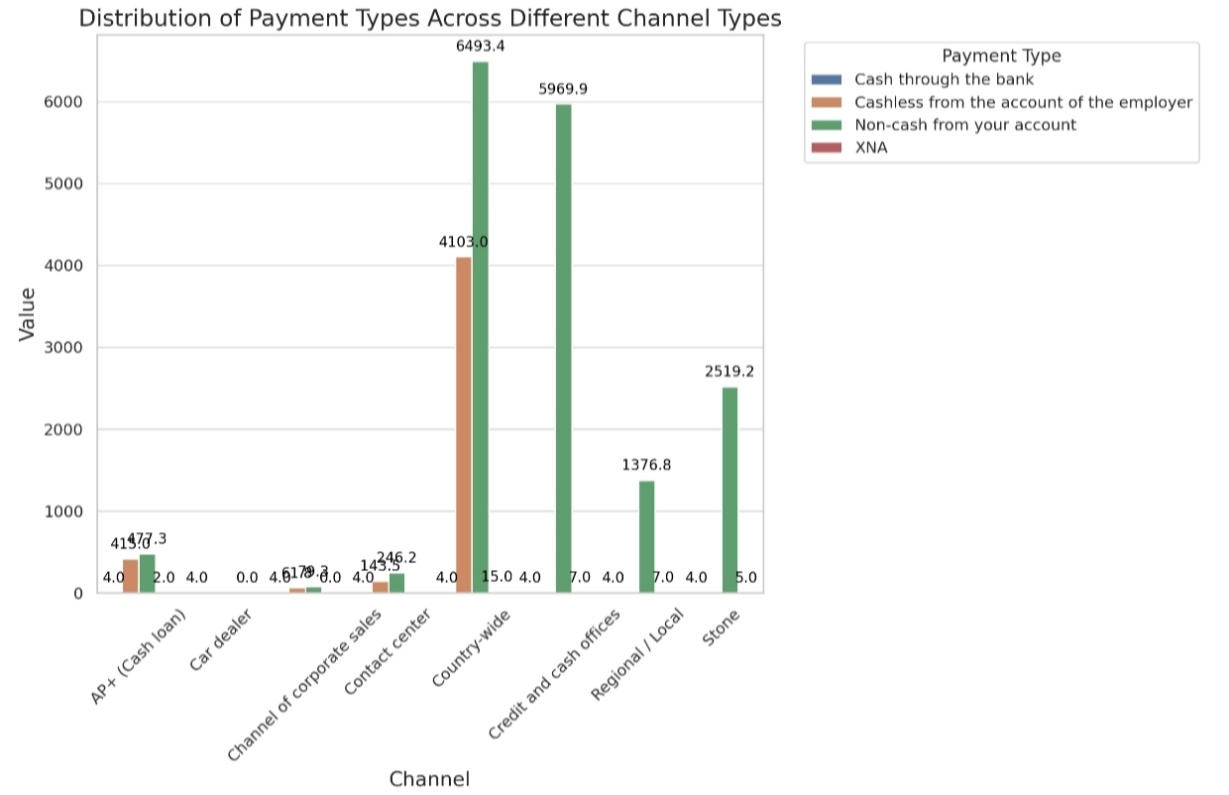 Distribution of Payment Types Across Different Channel Types
Payment Type
Cash through the bank
Cashless from the account of the employer
Non-cash from your account
XNA
Value
6000
5000
4000
3000
2000
1000
0
6493.4
5969.9
4103.0
2519.2
1376.8
415.0
477.3
143.5
246.2
4.0
2.0
4.0
0.0
4.0
79.3
0.0
4.0
4.0
15.0
4.0
7.0
4.0
7.0
4.0
5.0
AP+ (Cash loan)
Car dealer
Channel of corporate sales
Contact center
Country-wide
Credit and cash offices
Regional / Local
Stone
Channel